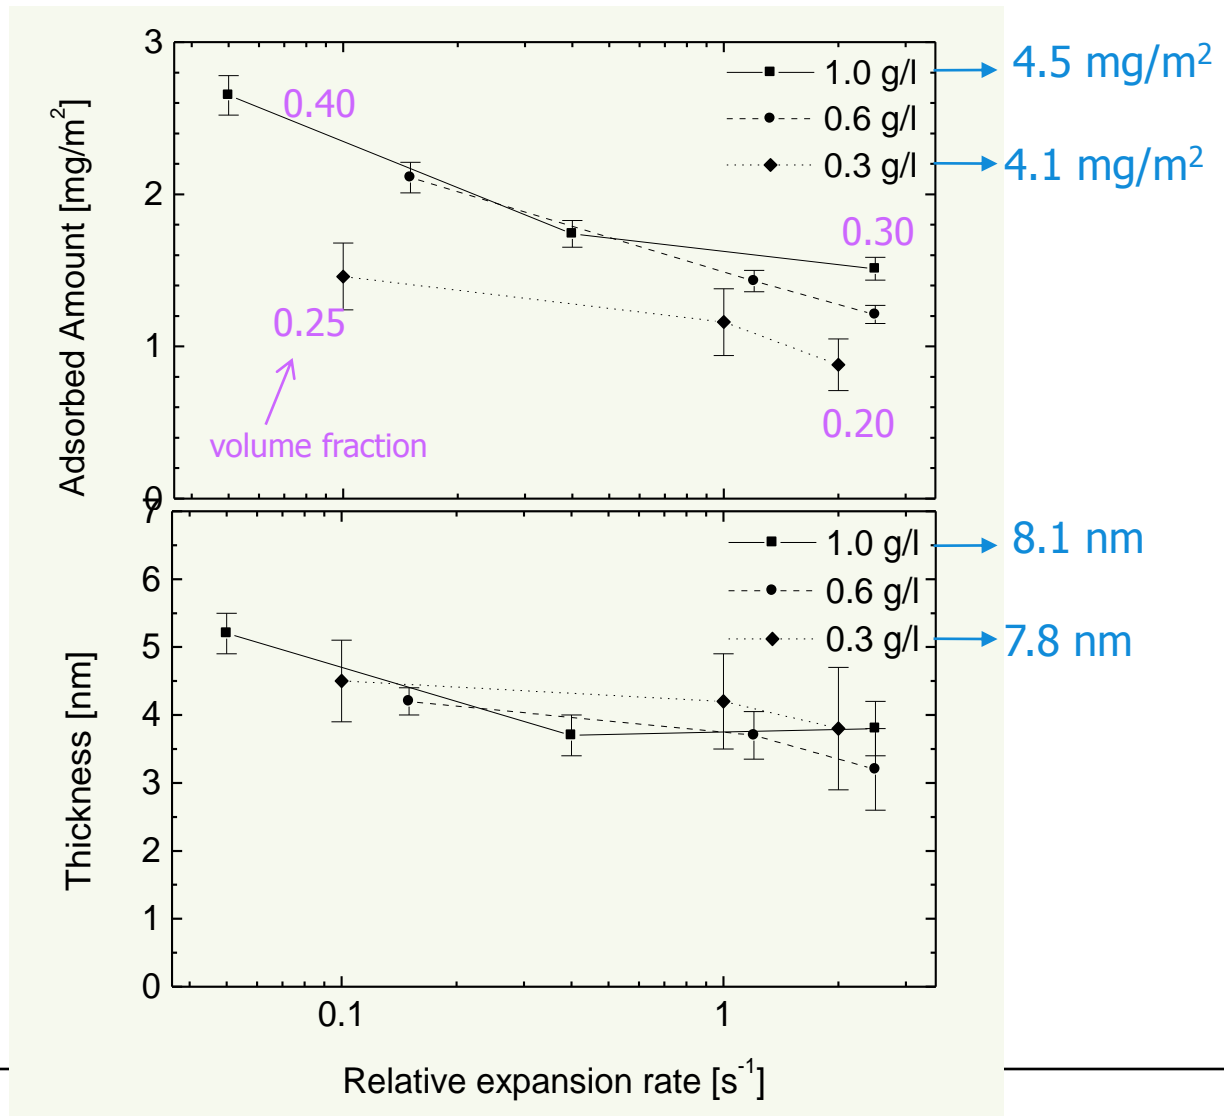 3
2
1
0
Adsorbed Amount [mg/m²]
1.0 g/l
0.6 g/l
0.3 g/l
4.5 mg/m²
4.1 mg/m²
0.40
0.30
0.25
0.20
volume fraction
7
6
5
4
3
2
1
0
Thickness [nm]
1.0 g/l
0.6 g/l
0.3 g/l
8.1 nm
7.8 nm
0.1
1
Relative expansion rate [s⁻¹]